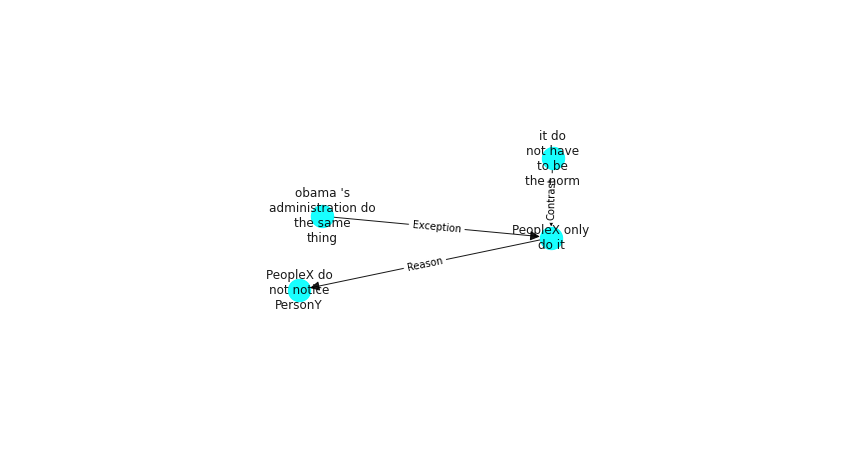 it do
not have
to be
the norm
Contrast
obama 's
administration do
the same
thing
Exception
PeopleX only
do it
Reason
PeopleX do
not notice
PersonY